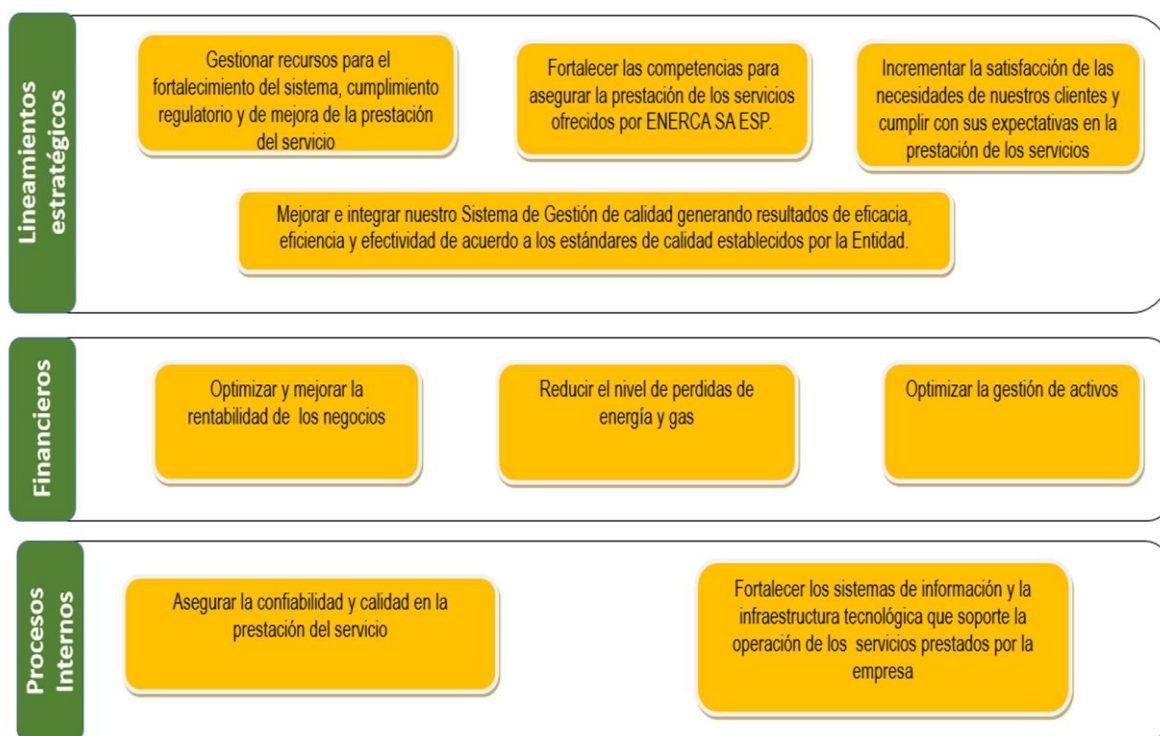 Lineamientos
estratégicos
Gestionar recursos para el
fortalecimiento del sistema, cumplimiento
regulatorio y de mejora de la prestación
del servicio
Fortalecer las competencias para
asegurar la prestación de los servicios
ofrecidos por ENERCA SA ESP.
Incrementar la satisfacción de las
necesidades de nuestros clientes y
cumplir con sus expectativas en la
prestación de los servicios
Mejorar e integrar nuestro Sistema de Gestión de calidad generando resultados de eficacia,
eficiencia y efectividad de acuerdo a los estándares de calidad establecidos por la Entidad.
Financieros
Optimizar y mejorar la
rentabilidad de los negocios
Reducir el nivel de perdidas de
energía y gas
Optimizar la gestión de activos
Procesos
Internos
Asegurar la confiabilidad y calidad en la
prestación del servicio
Fortalecer los sistemas de información y la
infraestructura tecnológica que soporte la
operación de los servicios prestados por la
empresa